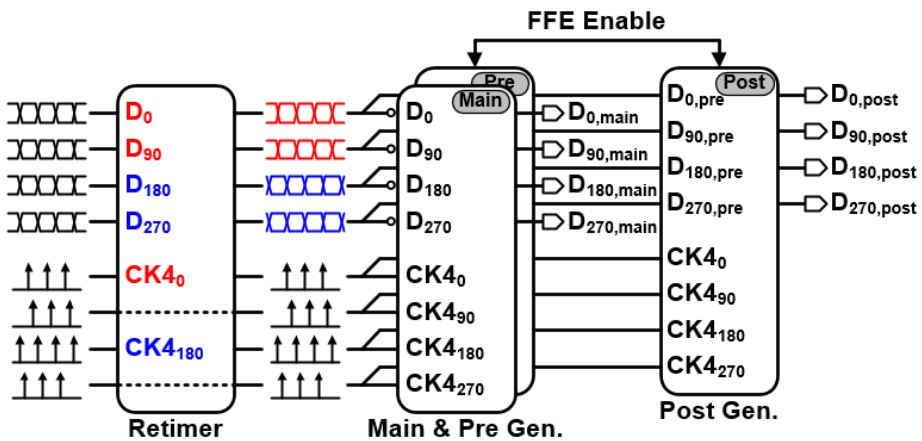 FFE Enable
Pre
Main
Post
D0
D90
D180
D270
CK40
CK4180
D0
D90
D180
D270
CK40
CK490
CK4180
CK4270
D0,main
D90,main
D180,main
D270,main
D0,pre
D90,pre
D180,pre
D270,pre
CK40
CK490
CK4180
CK4270
D0,post
D90,post
D180,post
D270,post
Retimer
Main & Pre Gen.
Post Gen.